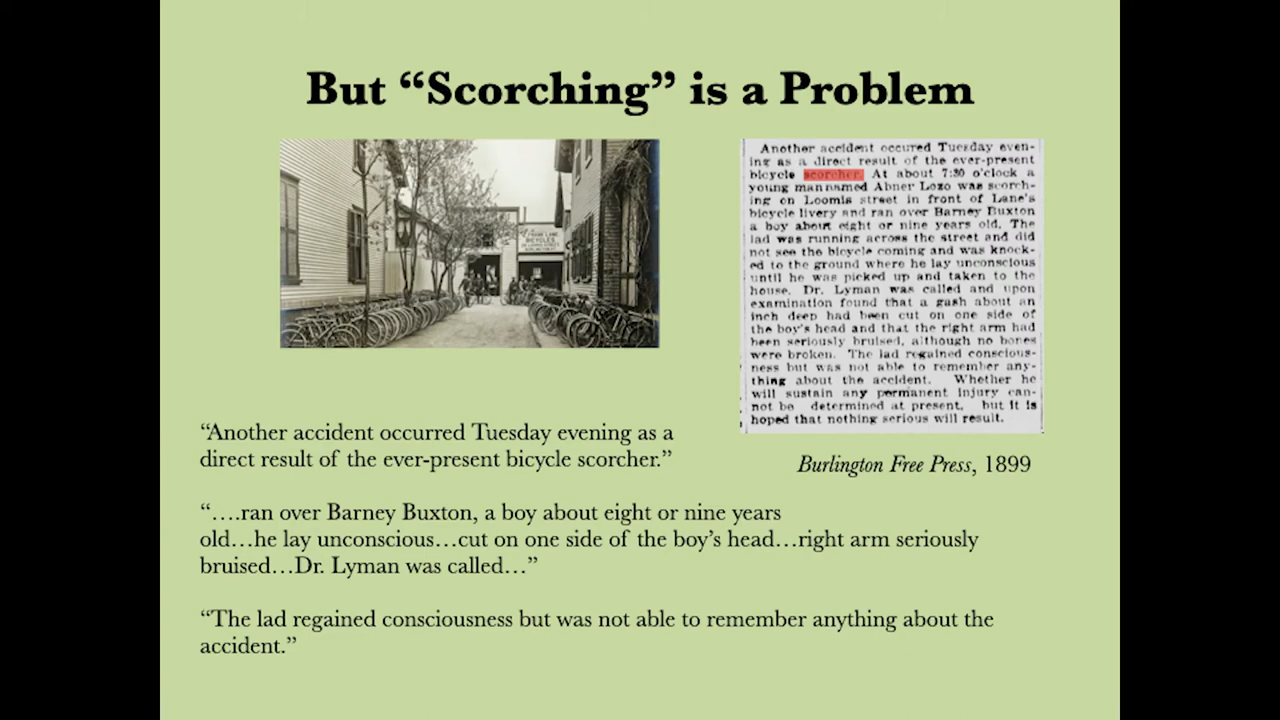 But “Scorching” is a Problem
FRANK LANE
BICYCLES
Another accident occured Tuesday even-
ing as a direct result of the ever-present
bicycle scorcher. At about 7:30 o'clock a
young man named Abner Lozo was scorch-
ing on Loomis street in front of Lane's
bicycle livery and ran over Barney Buxton
a boy about eight or nine years old. The
lad was running across the street and did
not see the bicycle coming and was knock-
ed to the ground where he lay unconscious
until he was picked up and taken to the
house. Dr. Lyman was called and upon
examination found that a gash about an
inch deep had been cut on one side of
the boy's head and that the right arm had
been seriously bruised, although no bones
were broken. The lad regained conscious-
ness but was not able to remember any-
thing about the accident. Whether he
will sustain any permanent injury can-
not be determined at present, but it is
hoped that nothing serious will result.
Burlington Free Press, 1899
“Another accident occurred Tuesday evening as a
direct result of the ever-present bicycle scorcher.”
“….ran over Barney Buxton, a boy about eight or nine years
old…he lay unconscious…cut on one side of the boy’s head…right arm seriously
bruised…Dr. Lyman was called…”
“The lad regained consciousness but was not able to remember anything about the
accident.”